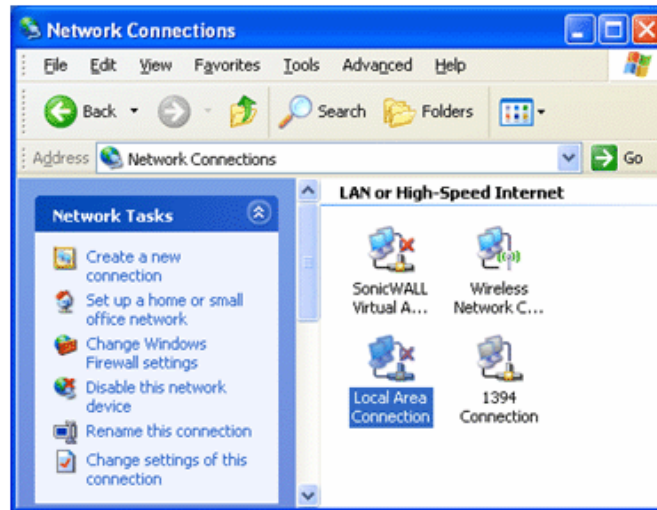 Network Connections
File Edit View Favorites Tools Advanced Help
Back Search Folders
Address Network Connections Go
Network Tasks
Create a new
connection
Set up a home or small
office network
Change Windows
Firewall settings
Disable this network
device
Rename this connection
Change settings of this
connection
LAN or High-Speed Internet
SonicWALL
Virtual A...
Wireless
Network C...
Local Area
Connection
1394
Connection